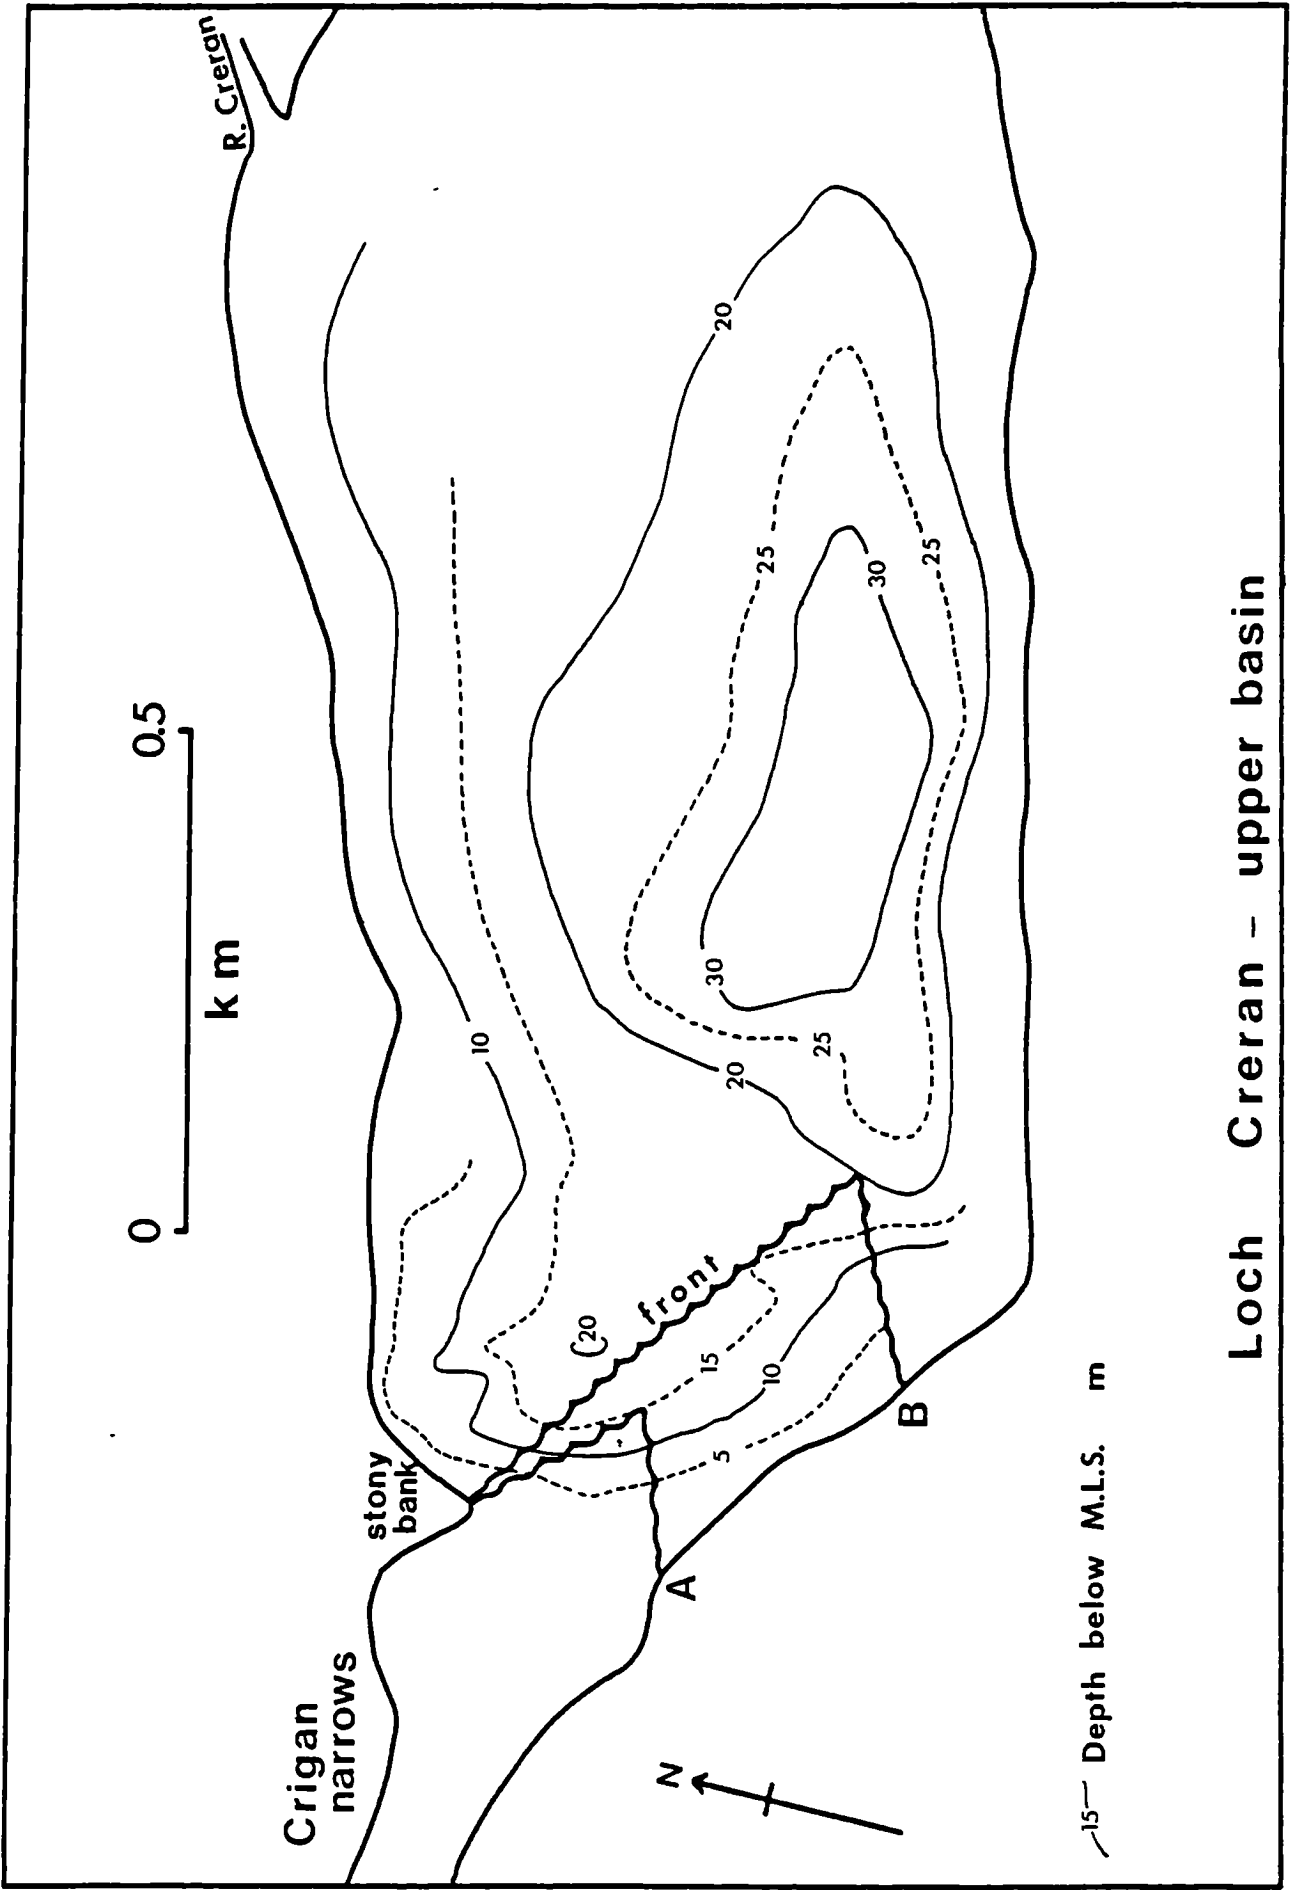 R. Creran
0
0.5
km
stony
bank
Crigan
narrows
10
20
20
25
25
25
30
30
front
20
15
10
5
A
B
N
15 Depth below M.L.S. m
Loch Creran – upper basin